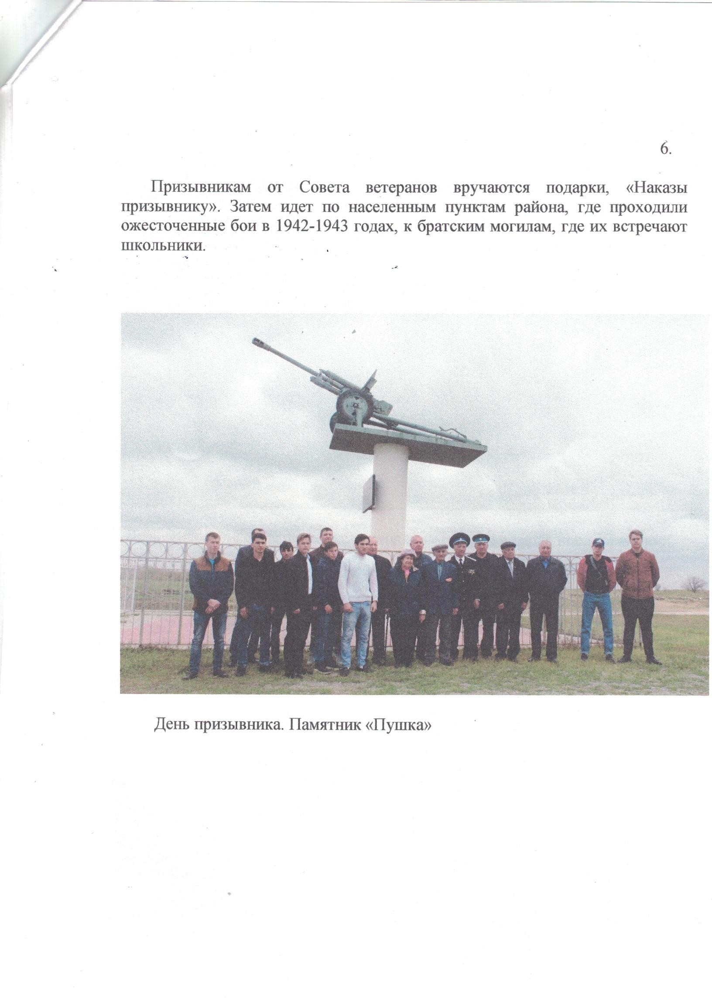 6.
Призывникам от Совета ветеранов вручаются подарки, «Наказы
призывнику». Затем идет по населенным пунктам района, где проходили
ожесточенные бои в 1942-1943 годах, к братским могилам, где их встречают
школьники.
День призывника. Памятник «Пушка»